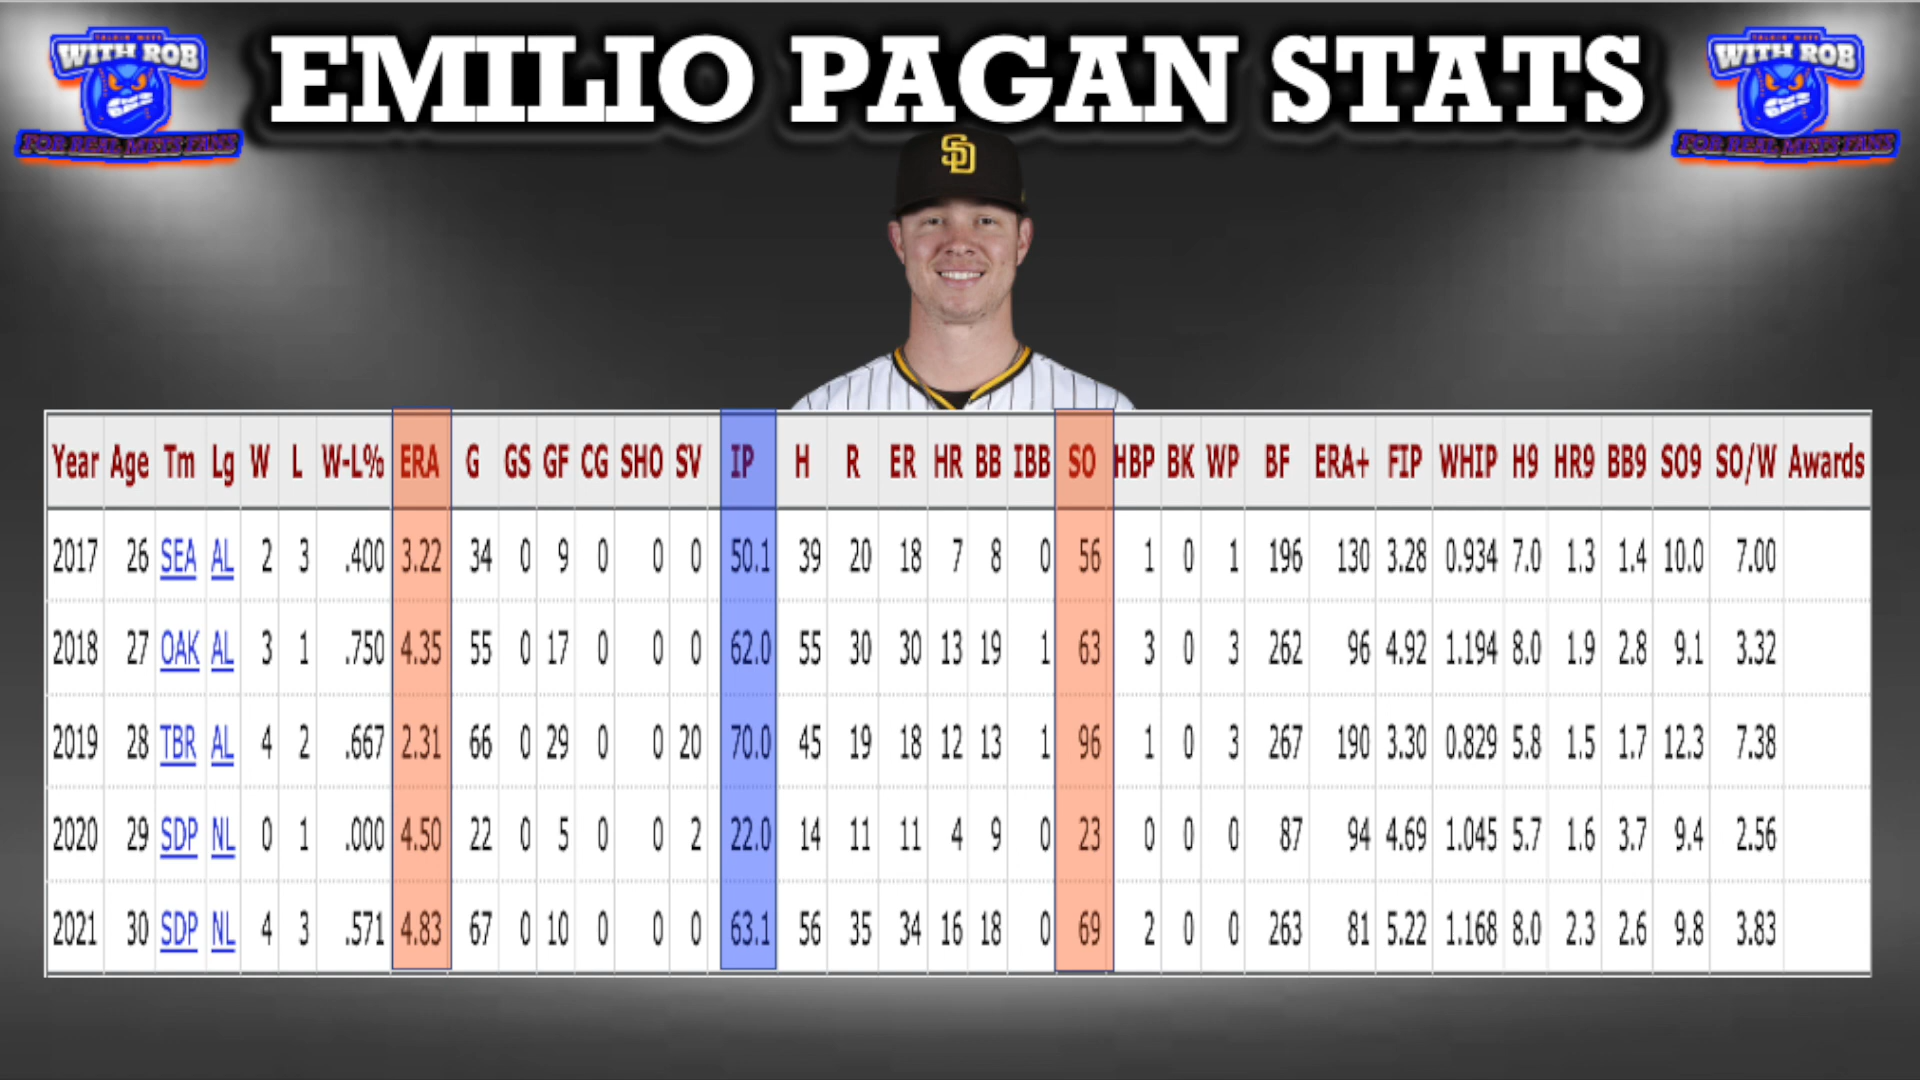 TALKIN METS
WITH ROB
FOR REAL METS FANS
EMILIO PAGAN STATS
TALKIN METS
WITH ROB
FOR REAL METS FANS
SD
Year Age Tm Lg W L W-L% ERA G GS GF CG SHO SV IP H R ER HR BB IBB SO HBP BK WP BF ERA+ FIP WHIP H9 HR9 BB9 SO9 SO/W Awards
2017 26 SEA AL 2 3 .400 3.22 34 0 9 0 0 0 50.1 39 20 18 7 8 0 56 1 0 1 196 130 3.28 0.934 7.0 1.3 1.4 10.0 7.00
2018 27 OAK AL 3 1 .750 4.35 55 0 17 0 0 0 62.0 55 30 30 13 19 1 63 3 0 3 262 96 4.92 1.194 8.0 1.9 2.8 9.1 3.32
2019 28 TBR AL 4 2 .667 2.31 66 0 29 0 0 20 70.0 45 19 18 12 13 1 96 1 0 3 267 190 3.30 0.829 5.8 1.5 1.7 12.3 7.38
2020 29 SDP NL 0 1 .000 4.50 22 0 5 0 0 2 22.0 14 11 11 4 9 0 23 0 0 0 87 94 4.69 1.045 5.7 1.6 3.7 9.4 2.56
2021 30 SDP NL 4 3 .571 4.83 67 0 10 0 0 0 63.1 56 35 34 16 18 0 69 2 0 0 263 81 5.22 1.168 8.0 2.3 2.6 9.8 3.83